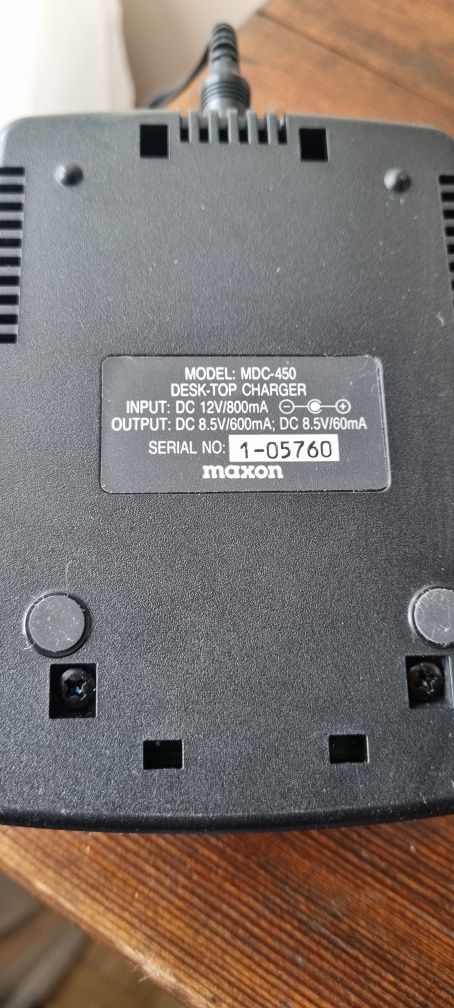 MODEL: MDC-450
DESK-TOP CHARGER
INPUT: DC 12V/800mA
OUTPUT: DC 8.5V/600mA; DC 8.5V/60mA
SERIAL NO: 1-05760
maxon